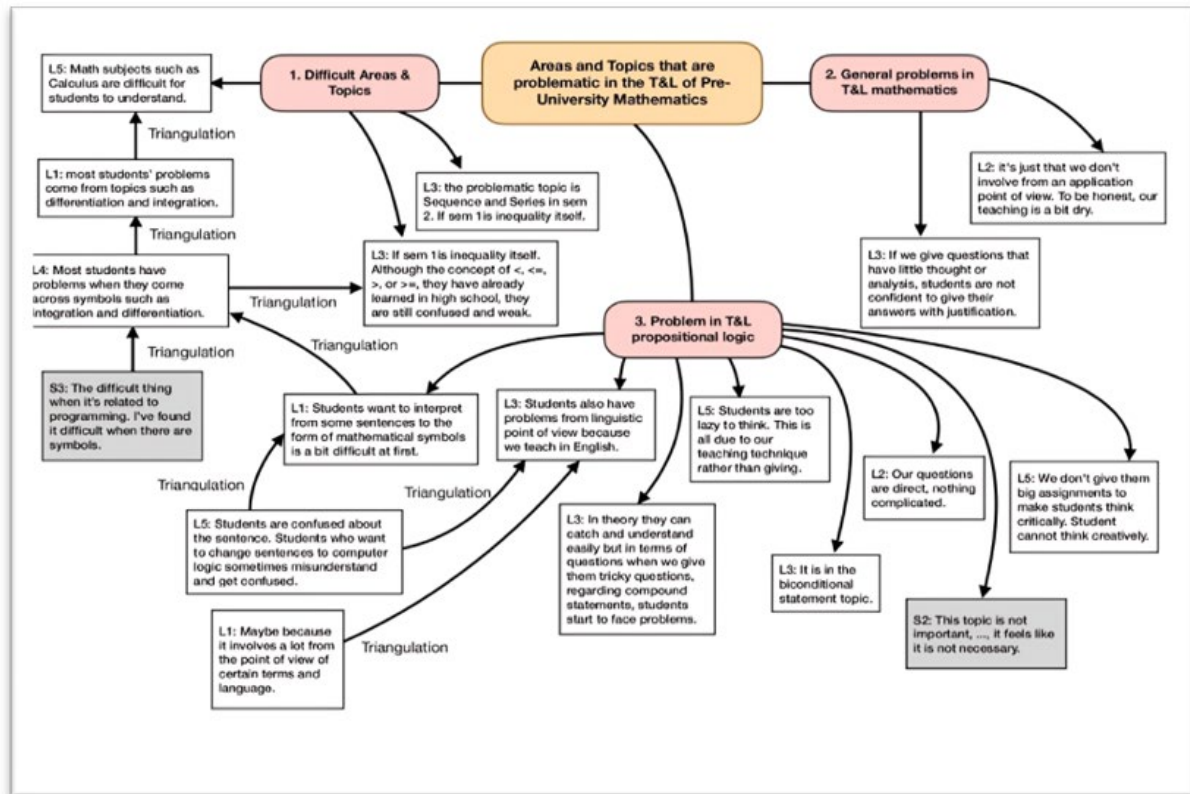 Areas and Topics that are
problematic in the T&L of Pre-
University Mathematics
1. Difficult Areas &
Topics
2. General problems in
T&L mathematics
L5: Math subjects such as
Calculus are difficult for
students to understand.
Triangulation
L1: most students' problems
come from topics such as
differentiation and integration.
Triangulation
L4: Most students have
problems when they come
across symbols such as
integration and differentiation.
Triangulation
S3: The difficult thing
when it's related to
programming. I've found
it difficult when there are
symbols.
L3: the problematic topic is
Sequence and Series in sem
2. If sem 1is inequality itself.
L3: If sem 1is inequality itself.
Although the concept of <, <=,
>, or >=, they have already
learned in high school, they
are still confused and weak.
Triangulation
Triangulation
L2: it's just that we don't
involve from an application
point of view. To be honest, our
teaching is a bit dry.
L3: If we give questions that
have little thought or
analysis, students are not
confident to give their
answers with justification.
3. Problem in T&L
propositional logic
L1: Students want to interpret
from some sentences to the
form of mathematical symbols
is a bit difficult at first.
L3: Students also have
problems from linguistic
point of view because
we teach in English.
L5: Students are too
lazy to think. This is
all due to our
teaching technique
rather than giving.
L2: Our questions
are direct, nothing
complicated.
L5: We don't give them
big assignments to
make students think
critically. Student
cannot think creatively.
Triangulation
Triangulation
L5: Students are confused about
the sentence. Students who want
to change sentences to computer
logic sometimes misunderstand
and get confused.
L3: In theory they can
catch and understand
easily but in terms of
questions when we give
them tricky questions,
regarding compound
statements, students
start to face problems.
L3: It is in the
biconditional
statement topic.
S2: This topic is not
important, ..., it feels like
it is not necessary.
L1: Maybe because
it involves a lot from
the point of view of
certain terms and
language.
Triangulation